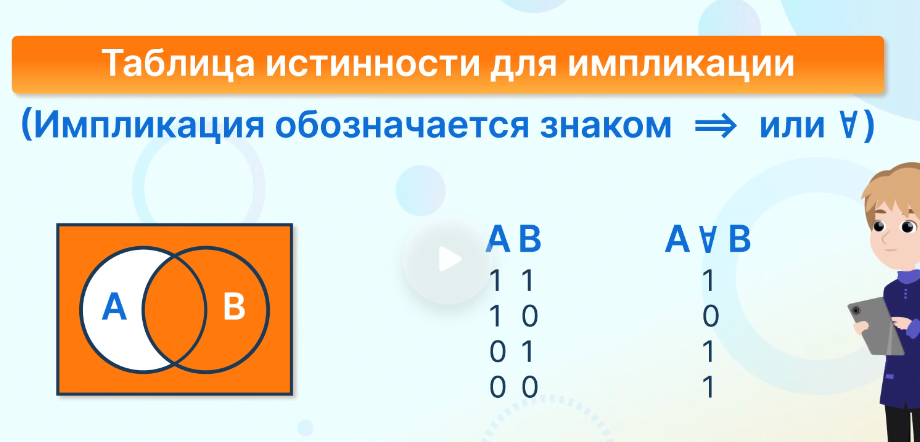 Таблица истинности для импликации
(Импликация обозначается знаком ⇒ или ∀)
A B
A B A ∀ B
1 1 1
1 0 0
0 1 1
0 0 1